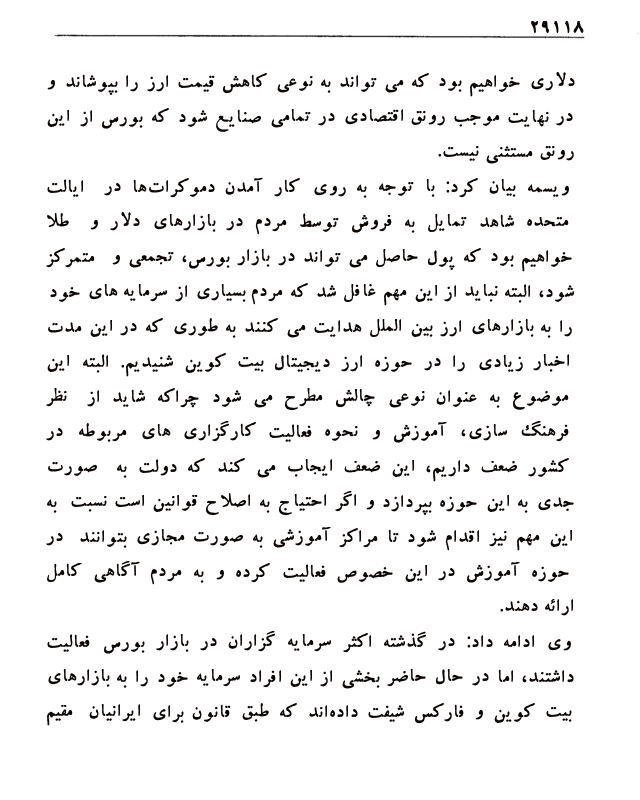 ۲۹۱۱۸
دلاری خواهیم بود که می تواند به نوعی کاهش قیمت ارز را بپوشاند و
در نهایت موجب رونق اقتصادی در تمامی صنایع شود که بورس از این
رونق مستثنی نیست.
ویسمه بیان کرد: با توجه به روی کار آمدن دموکرات‌ها در ایالت
متحده شاهد تمایل به فروش توسط مردم در بازارهای دلار و طلا
خواهیم بود که پول حاصل می تواند در بازار بورس، تجمعی و متمرکز
شود، البته نباید از این مهم غافل شد که مردم بسیاری از سرمایه های خود
را به بازارهای ارز بین الملل هدایت می کنند به طوری که در این مدت
اخبار زیادی را در حوزه ارز دیجیتال بیت کوین شنیدیم. البته این
موضوع به عنوان نوعی چالش مطرح می شود چراکه شاید از نظر
فرهنگ سازی، آموزش و نحوه فعالیت کارگزاری های مربوطه در
کشور ضعف داریم، این ضعف ایجاب می کند که دولت به صورت
جدی به این حوزه بپردازد و اگر احتیاج به اصلاح قوانین است نسبت به
این مهم نیز اقدام شود تا مراکز آموزشی به صورت مجازی بتوانند در
حوزه آموزش در این خصوص فعالیت کرده و به مردم آگاهی کامل
ارائه دهند.
وی ادامه داد: در گذشته اکثر سرمایه گزاران در بازار بورس فعالیت
داشتند، اما در حال حاضر بخشی از این افراد سرمایه خود را به بازارهای
بیت کوین و فارکس شیفت داده‌اند که طبق قانون برای ایرانیان مقیم